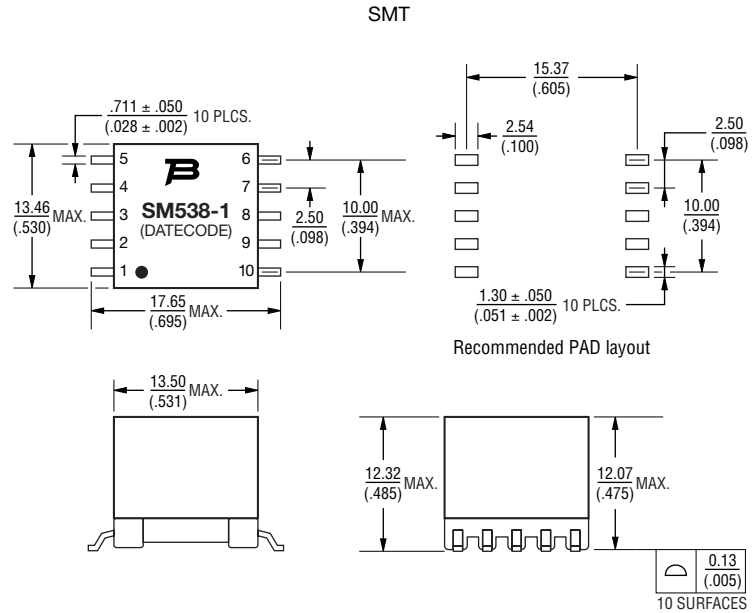 SMT
.711 ± .050
(.028 ± .002)
10 PLCS.
13.46
(.530)
MAX.
5
4
3
2
1
6
7
8
9
10
SM538-1
(DATECODE)
2.50
(.098)
10.00
(.394)
MAX.
17.65
(.695)
MAX.
15.37
(.605)
2.54
(.100)
2.50
(.098)
10.00
(.394)
1.30 ± .050
(.051 ± .002)
10 PLCS.
Recommended PAD layout
13.50
(.531)
MAX.
12.32
(.485)
MAX.
12.07
(.475)
MAX.
0.13
(.005)
10 SURFACES